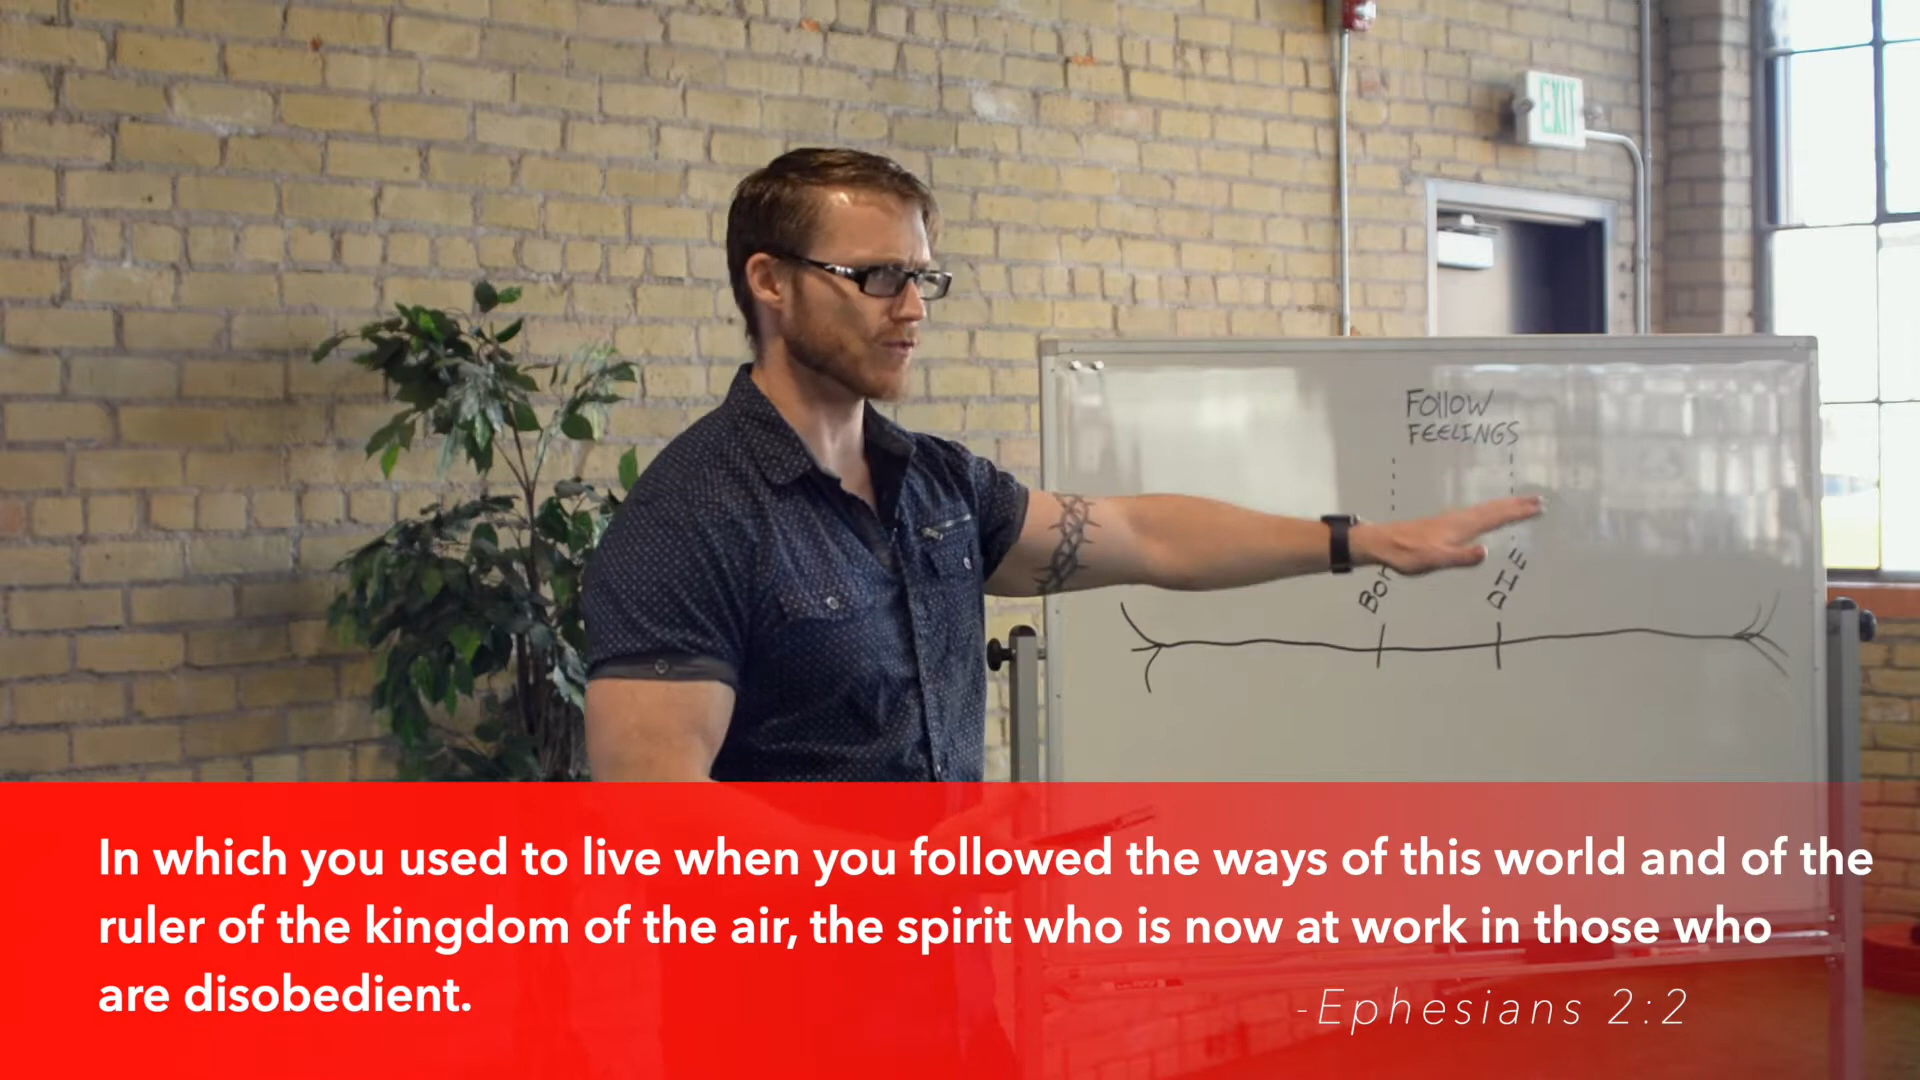 EXIT
Follow
FEELINGS
DIE
In which you used to live when you followed the ways of this world and of the
ruler of the kingdom of the air, the spirit who is now at work in those who
are disobedient.
-Ephesians 2:2